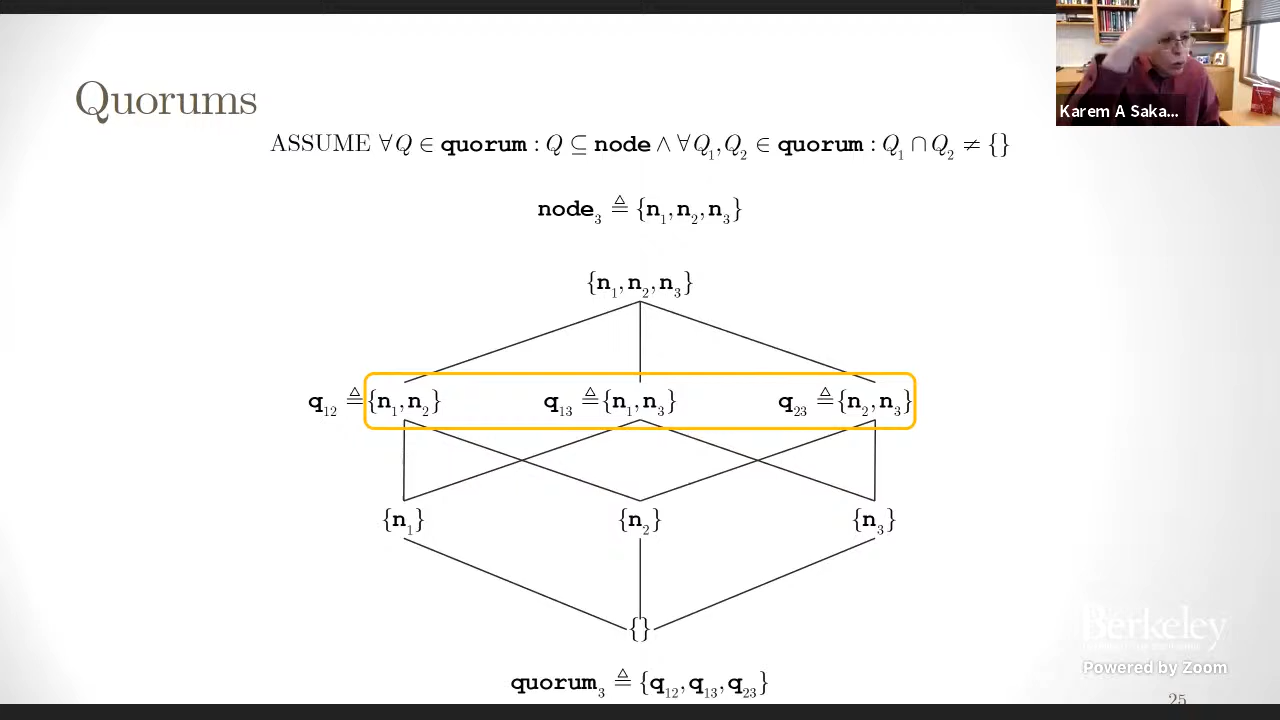 Karem A Saka...
Quorums
ASSUME ∀Q ∈ quorum : Q ⊆ node ∧ ∀Q₁, Q₂ ∈ quorum : Q₁ ∩ Q₂ ≠ {}
node₃ ≜ {n₁, n₂, n₃}
{n₁, n₂, n₃}
q₁₂ ≜ {n₁, n₂} q₁₃ ≜ {n₁, n₃} q₂₃ ≜ {n₂, n₃}
{n₁} {n₂} {n₃}
{}
Berkeley
Powered by Zoom
quorum₃ ≜ {q₁₂, q₁₃, q₂₃}
25